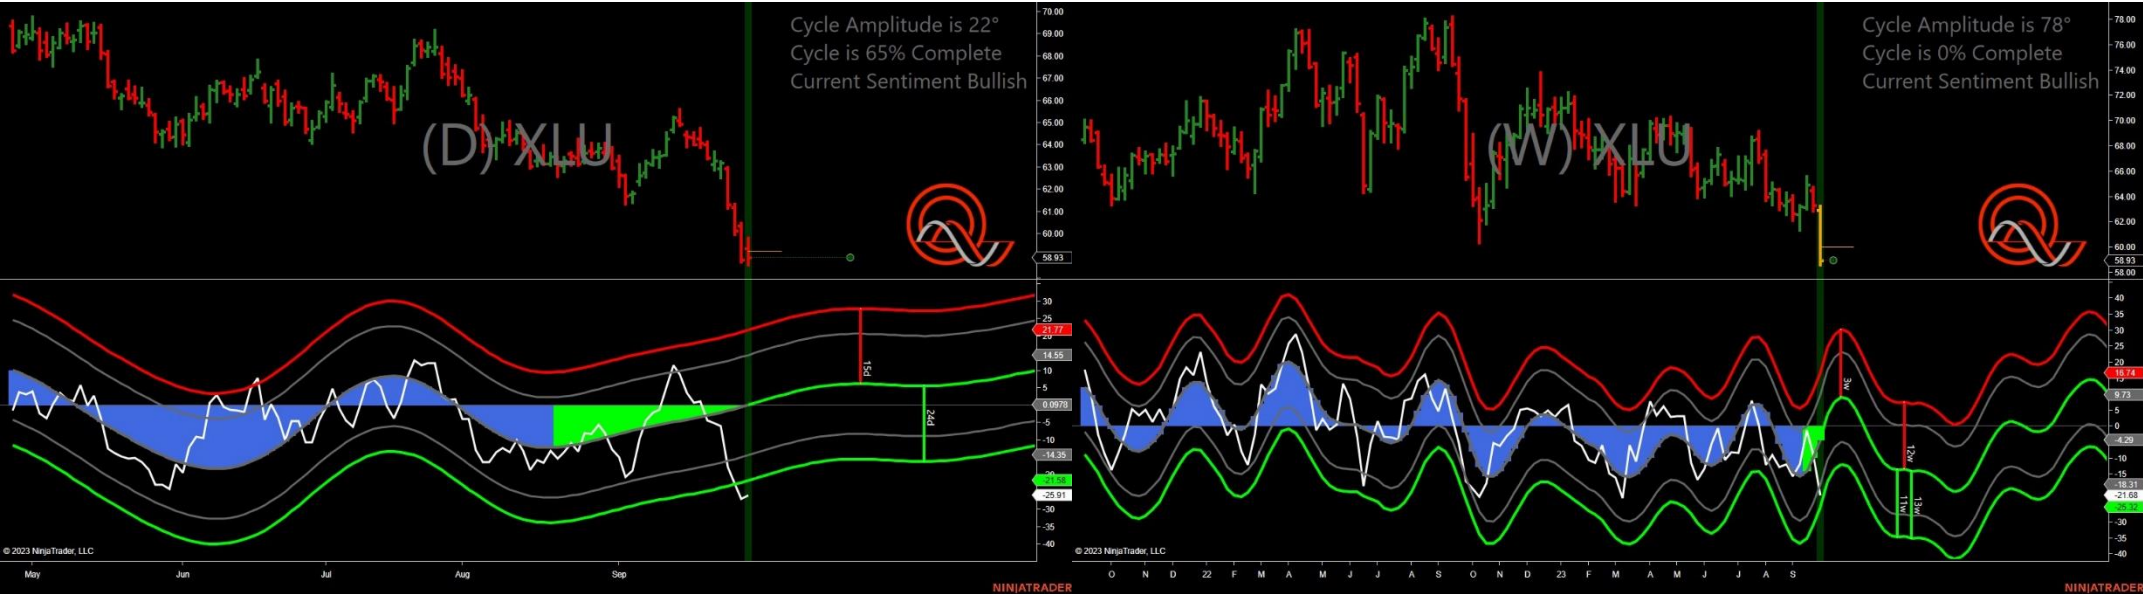 Cycle Amplitude is 22°
Cycle is 65% Complete
Current Sentiment Bullish
(D) XLU
70.00
69.00
68.00
67.00
66.00
65.00
64.00
63.00
62.00
61.00
60.00
58.93
30
25
21.77
14.55
10
5
0.0978
-5
-10
-14.35
-21.58
-25.91
-30
-35
-40
15d
24d
© 2023 NinjaTrader, LLC
May Jun Jul Aug Sep
NINJATRADER
Cycle Amplitude is 78°
Cycle is 0% Complete
Current Sentiment Bullish
(W) XLU
78.00
76.00
74.00
72.00
70.00
68.00
66.00
64.00
62.00
60.00
58.93
58.00
40
35
30
25
20
16.74
9.73
5
0
-4.29
-10
-15
-18.31
-21.68
-25.32
-30
-35
-40
3w
12w
11w
13w
© 2023 NinjaTrader, LLC
O N D 22 F M A M J J A S O N D 23 F M A M J J A S
NINJATRADER